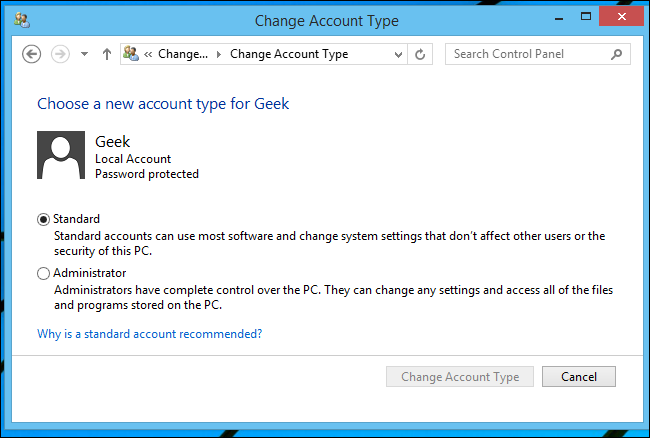 Change Account Type
« Change... Change Account Type
Search Control Panel
Choose a new account type for Geek
Geek
Local Account
Password protected
Standard
Standard accounts can use most software and change system settings that don't affect other users or the
security of this PC.
Administrator
Administrators have complete control over the PC. They can change any settings and access all of the files
and programs stored on the PC.
Why is a standard account recommended?
Change Account Type Cancel